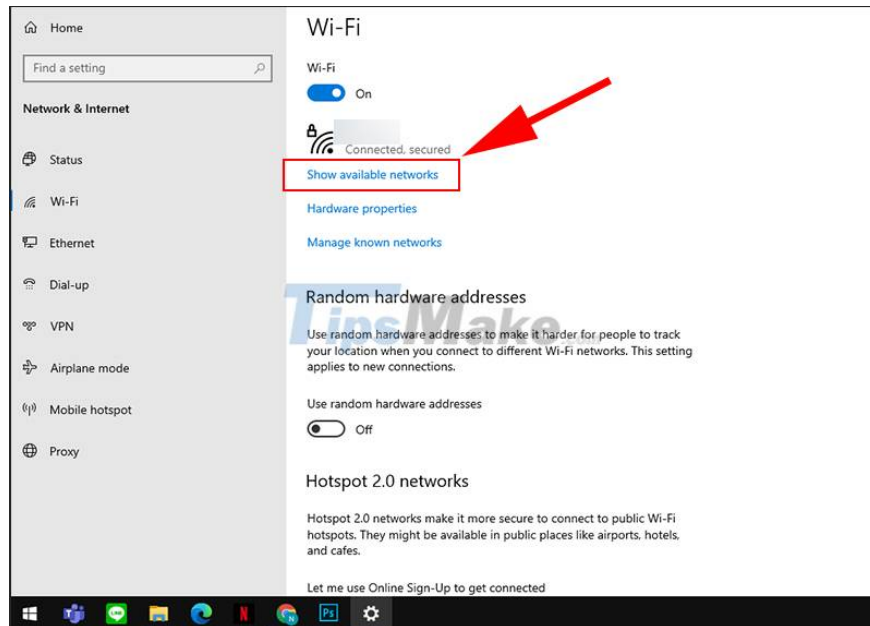 Home
Find a setting
Network & Internet
Status
Wi-Fi
Ethernet
Dial-up
VPN
Airplane mode
Mobile hotspot
Proxy
Wi-Fi
Wi-Fi
On
Connected, secured
Show available networks
Hardware properties
Manage known networks
Random hardware addresses
TipsMake.com
Use random hardware addresses to make it harder for people to track
your location when you connect to different Wi-Fi networks. This setting
applies to new connections.
Use random hardware addresses
Off
Hotspot 2.0 networks
Hotspot 2.0 networks make it more secure to connect to public Wi-Fi
hotspots. They might be available in public places like airports, hotels,
and cafes.
Let me use Online Sign-Up to get connected
LINE
N
N
Ps